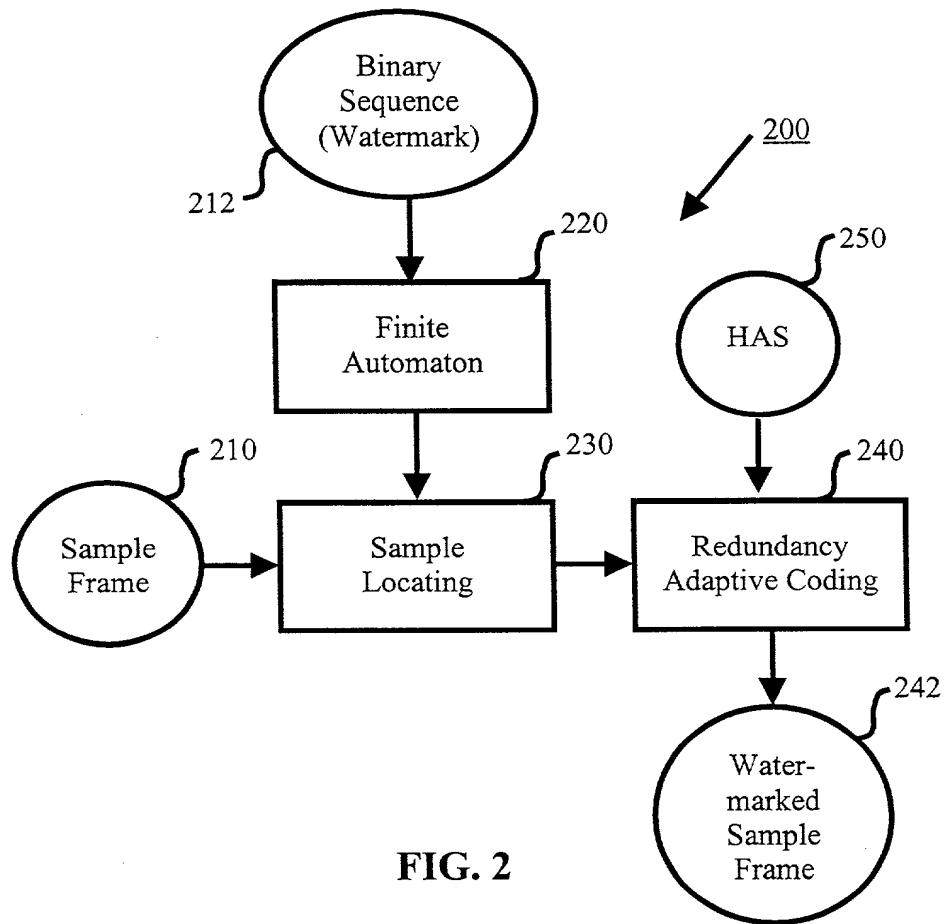 Binary
Sequence
(Watermark)
200
212
220
250
Finite
Automaton
HAS
210
230
240
Sample
Frame
Sample
Locating
Redundancy
Adaptive Coding
242
Water-
marked
Sample
Frame
FIG. 2